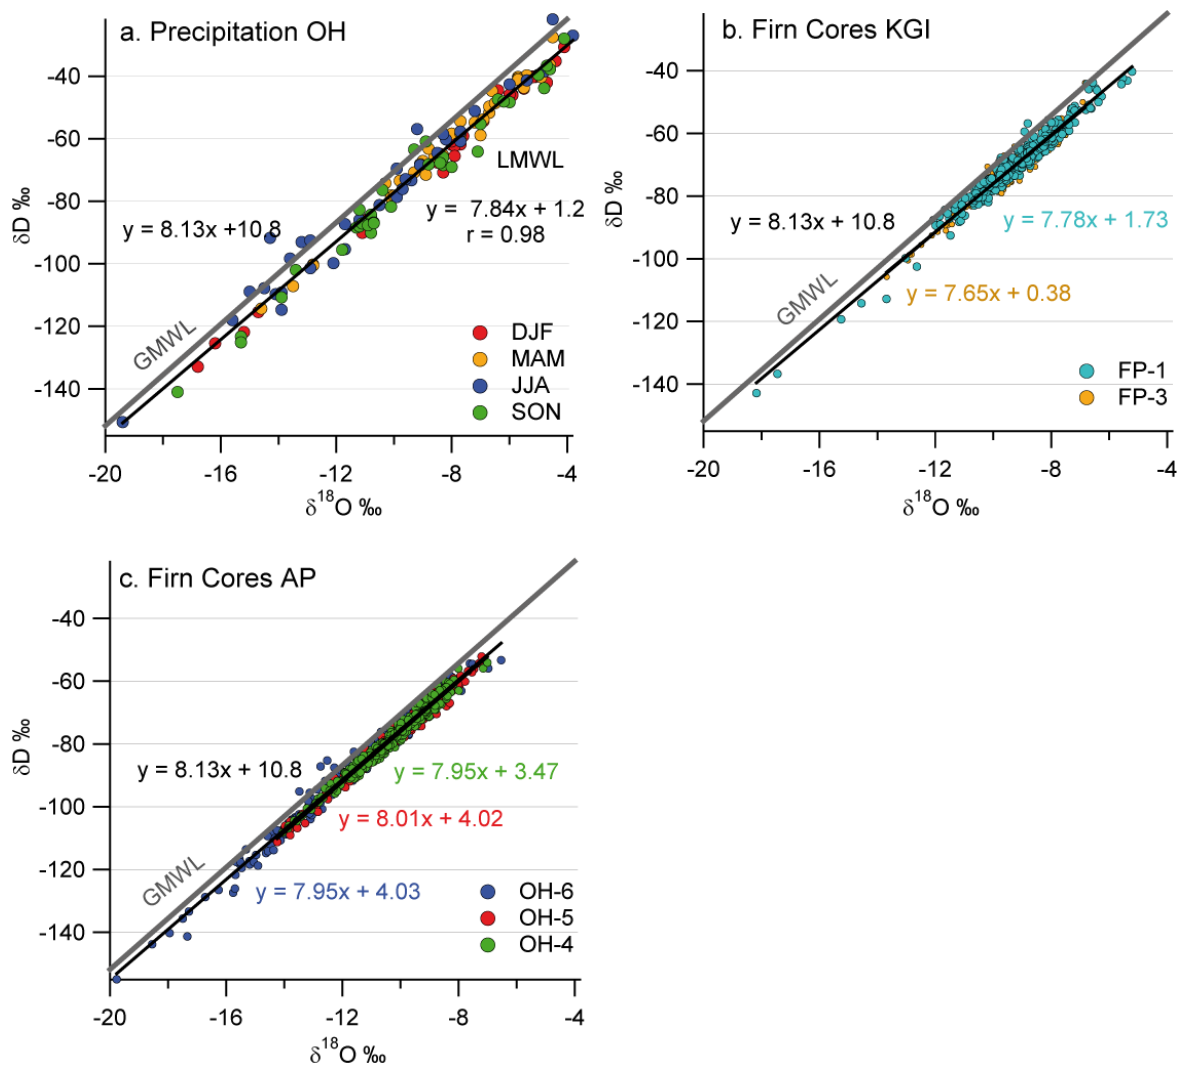 a. Precipitation OH
δD ‰
-40
-60
-80
-100
-120
-140
LMWL
y = 7.84x + 1.2
r = 0.98
y = 8.13x +10.8
GMWL
DJF
MAM
JJA
SON
-20 -16 -12 -8 -4
δ¹⁸O ‰
b. Firn Cores KGI
δD ‰
-40
-60
-80
-100
-120
-140
y = 8.13x + 10.8
y = 7.78x + 1.73
y = 7.65x + 0.38
GMWL
FP-1
FP-3
-20 -16 -12 -8 -4
δ¹⁸O ‰
c. Firn Cores AP
δD ‰
-40
-60
-80
-100
-120
-140
y = 8.13x + 10.8
y = 7.95x + 3.47
y = 8.01x + 4.02
GMWL
y = 7.95x + 4.03
OH-6
OH-5
OH-4
-20 -16 -12 -8 -4
δ¹⁸O ‰